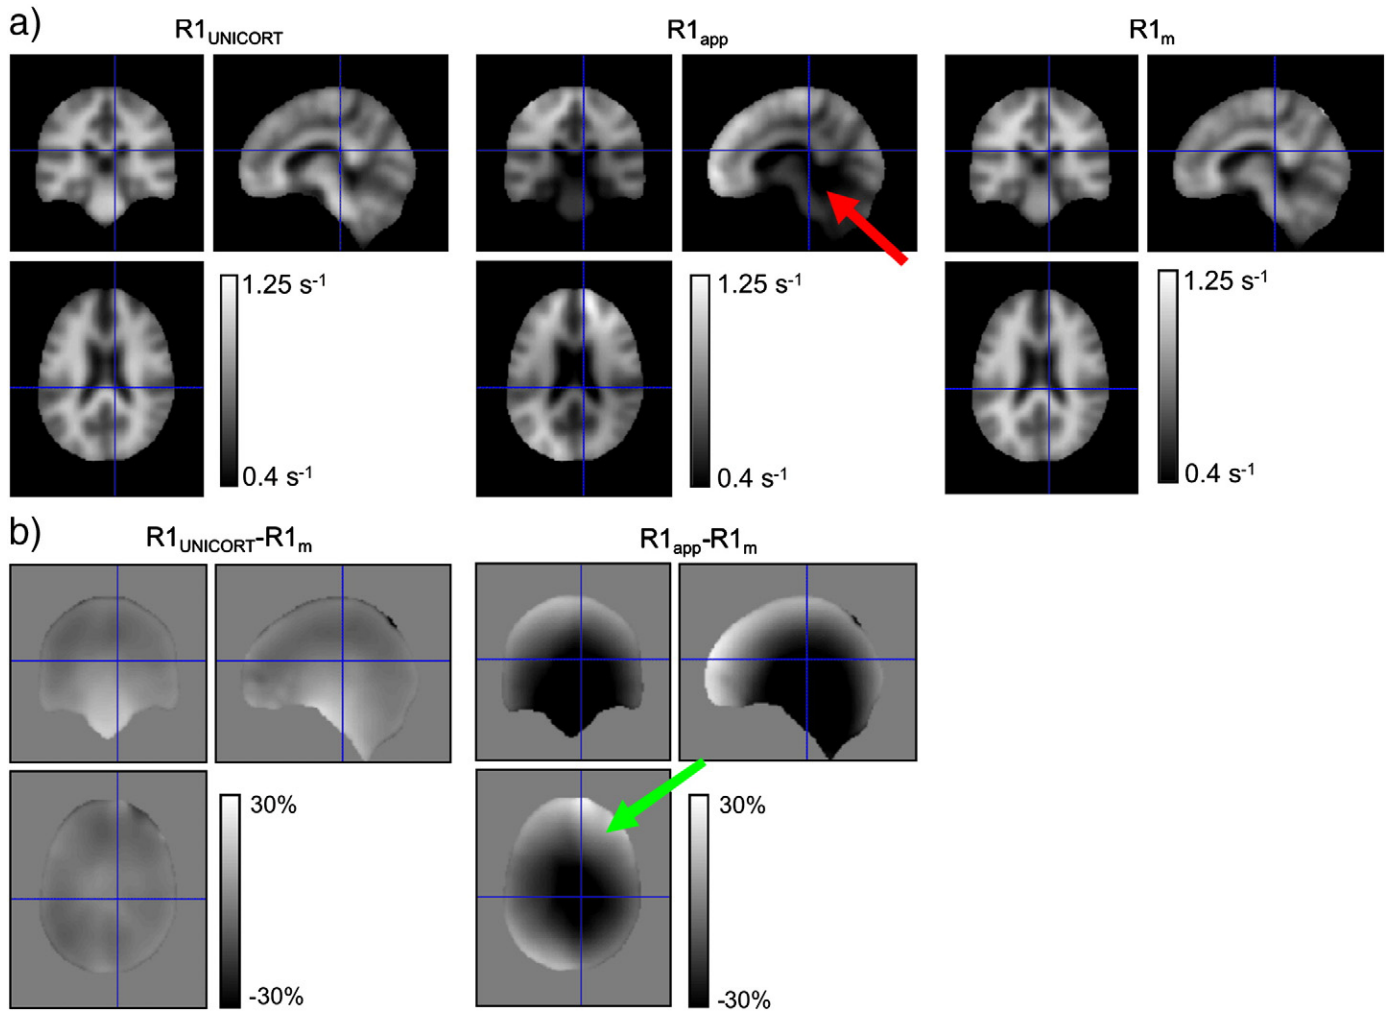 a)
R1UNICORT
R1app
R1m
1.25 s-1
0.4 s-1
1.25 s-1
0.4 s-1
1.25 s-1
0.4 s-1
b)
R1UNICORT-R1m
R1app-R1m
30%
-30%
30%
-30%